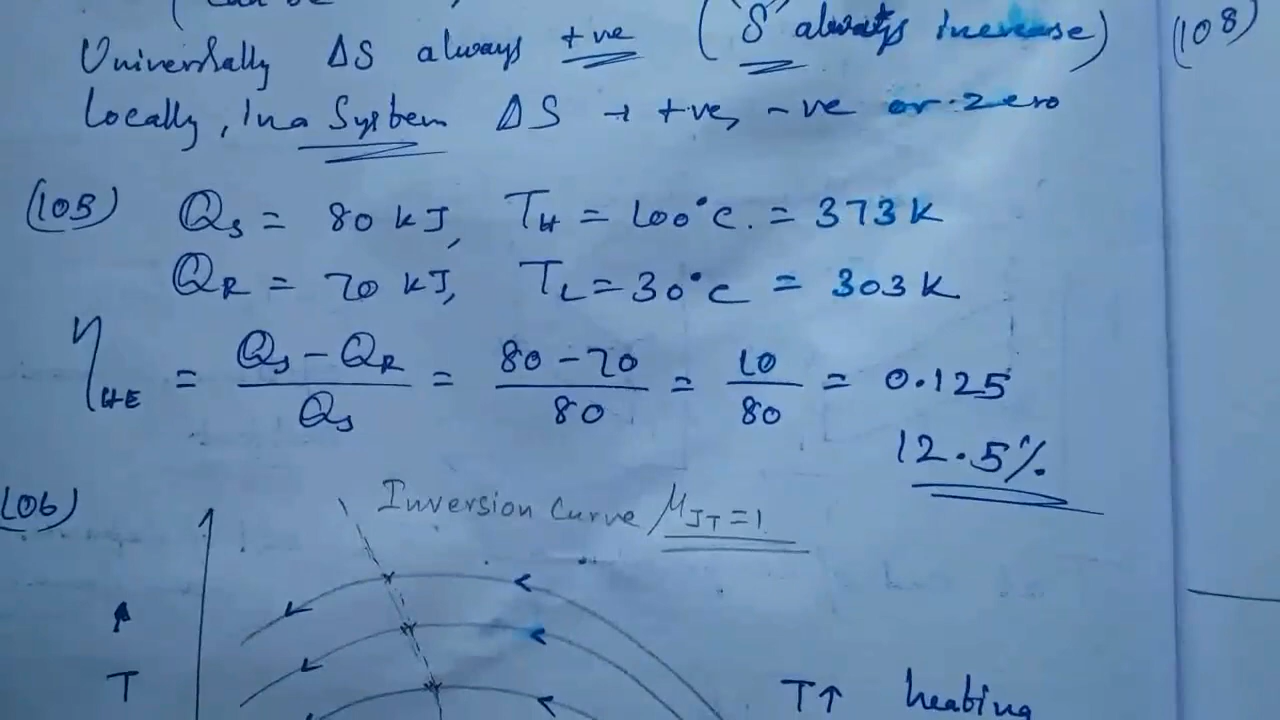 (can be
Universally ΔS always +ve ("S" always increase) (108)
Locally, In a System ΔS → +ve, -ve or zero
(105) Qs = 80 kJ, TH = 100°C. = 373 K
QR = 70 kJ, TL = 30°C = 303 K
ηHE = (Qs - QR)/Qs = (80 - 70)/80 = 10/80 = 0.125
12.5%
(106)
Inversion Curve μJT = 1
T
T↑ heating